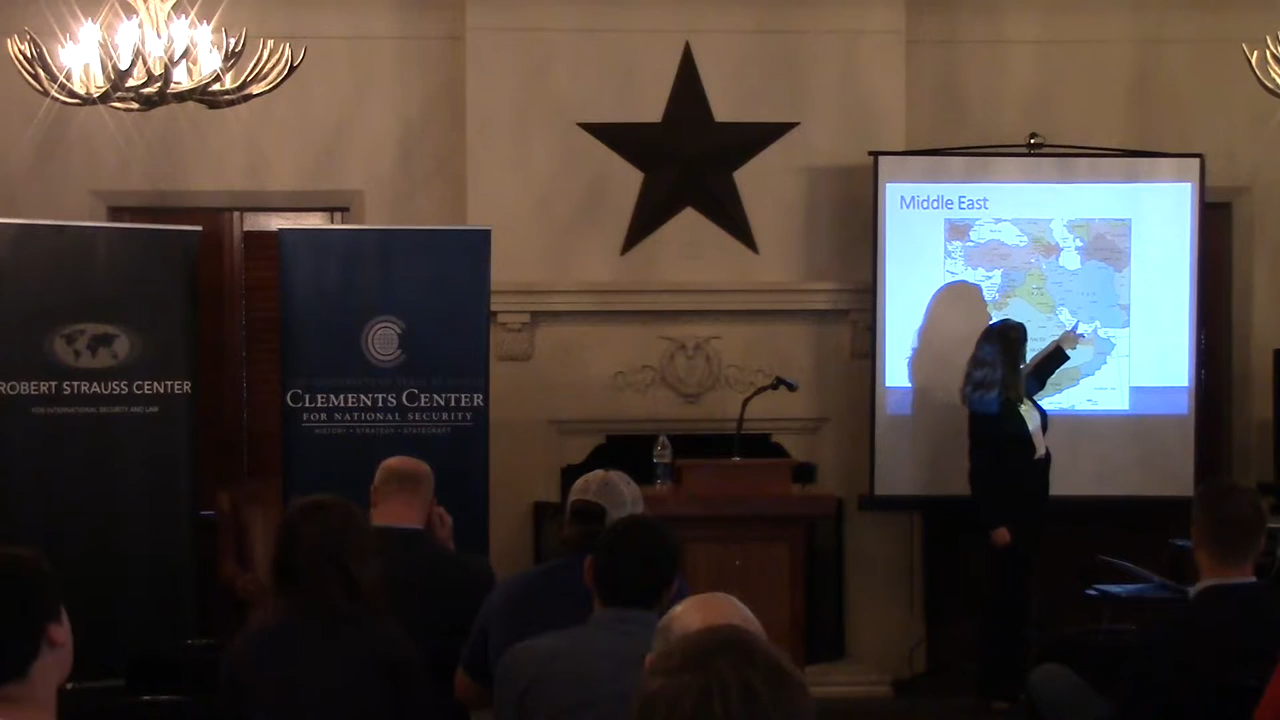 ROBERT STRAUSS CENTER
FOR INTERNATIONAL SECURITY AND LAW
CLEMENTS CENTER
FOR NATIONAL SECURITY
HISTORY • STRATEGY • STATECRAFT
Middle East